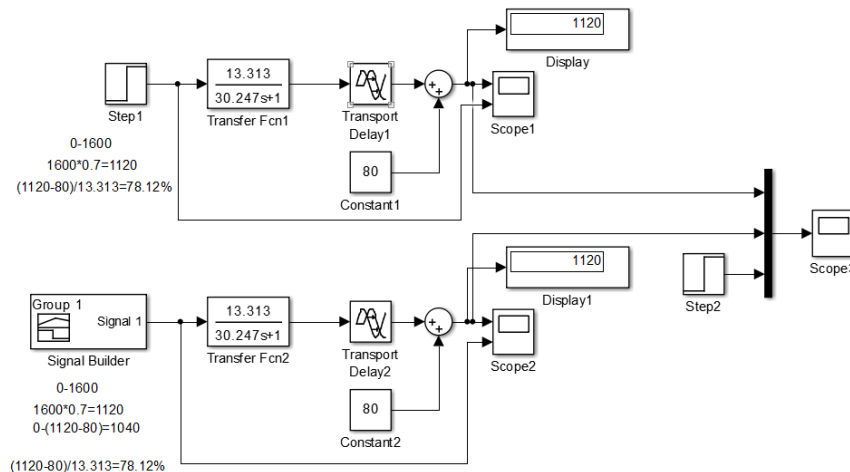 1120
Display
13.313
30.247s+1
Step1
Transfer Fcn1
Transport
Delay1
+
+
Scope1
0-1600
1600*0.7=1120
(1120-80)/13.313=78.12%
80
Constant1
1120
Display1
Step2
Scope3
Group 1
Signal 1
Signal Builder
13.313
30.247s+1
Transfer Fcn2
Transport
Delay2
+
+
Scope2
0-1600
1600*0.7=1120
0-(1120-80)=1040
(1120-80)/13.313=78.12%
80
Constant2